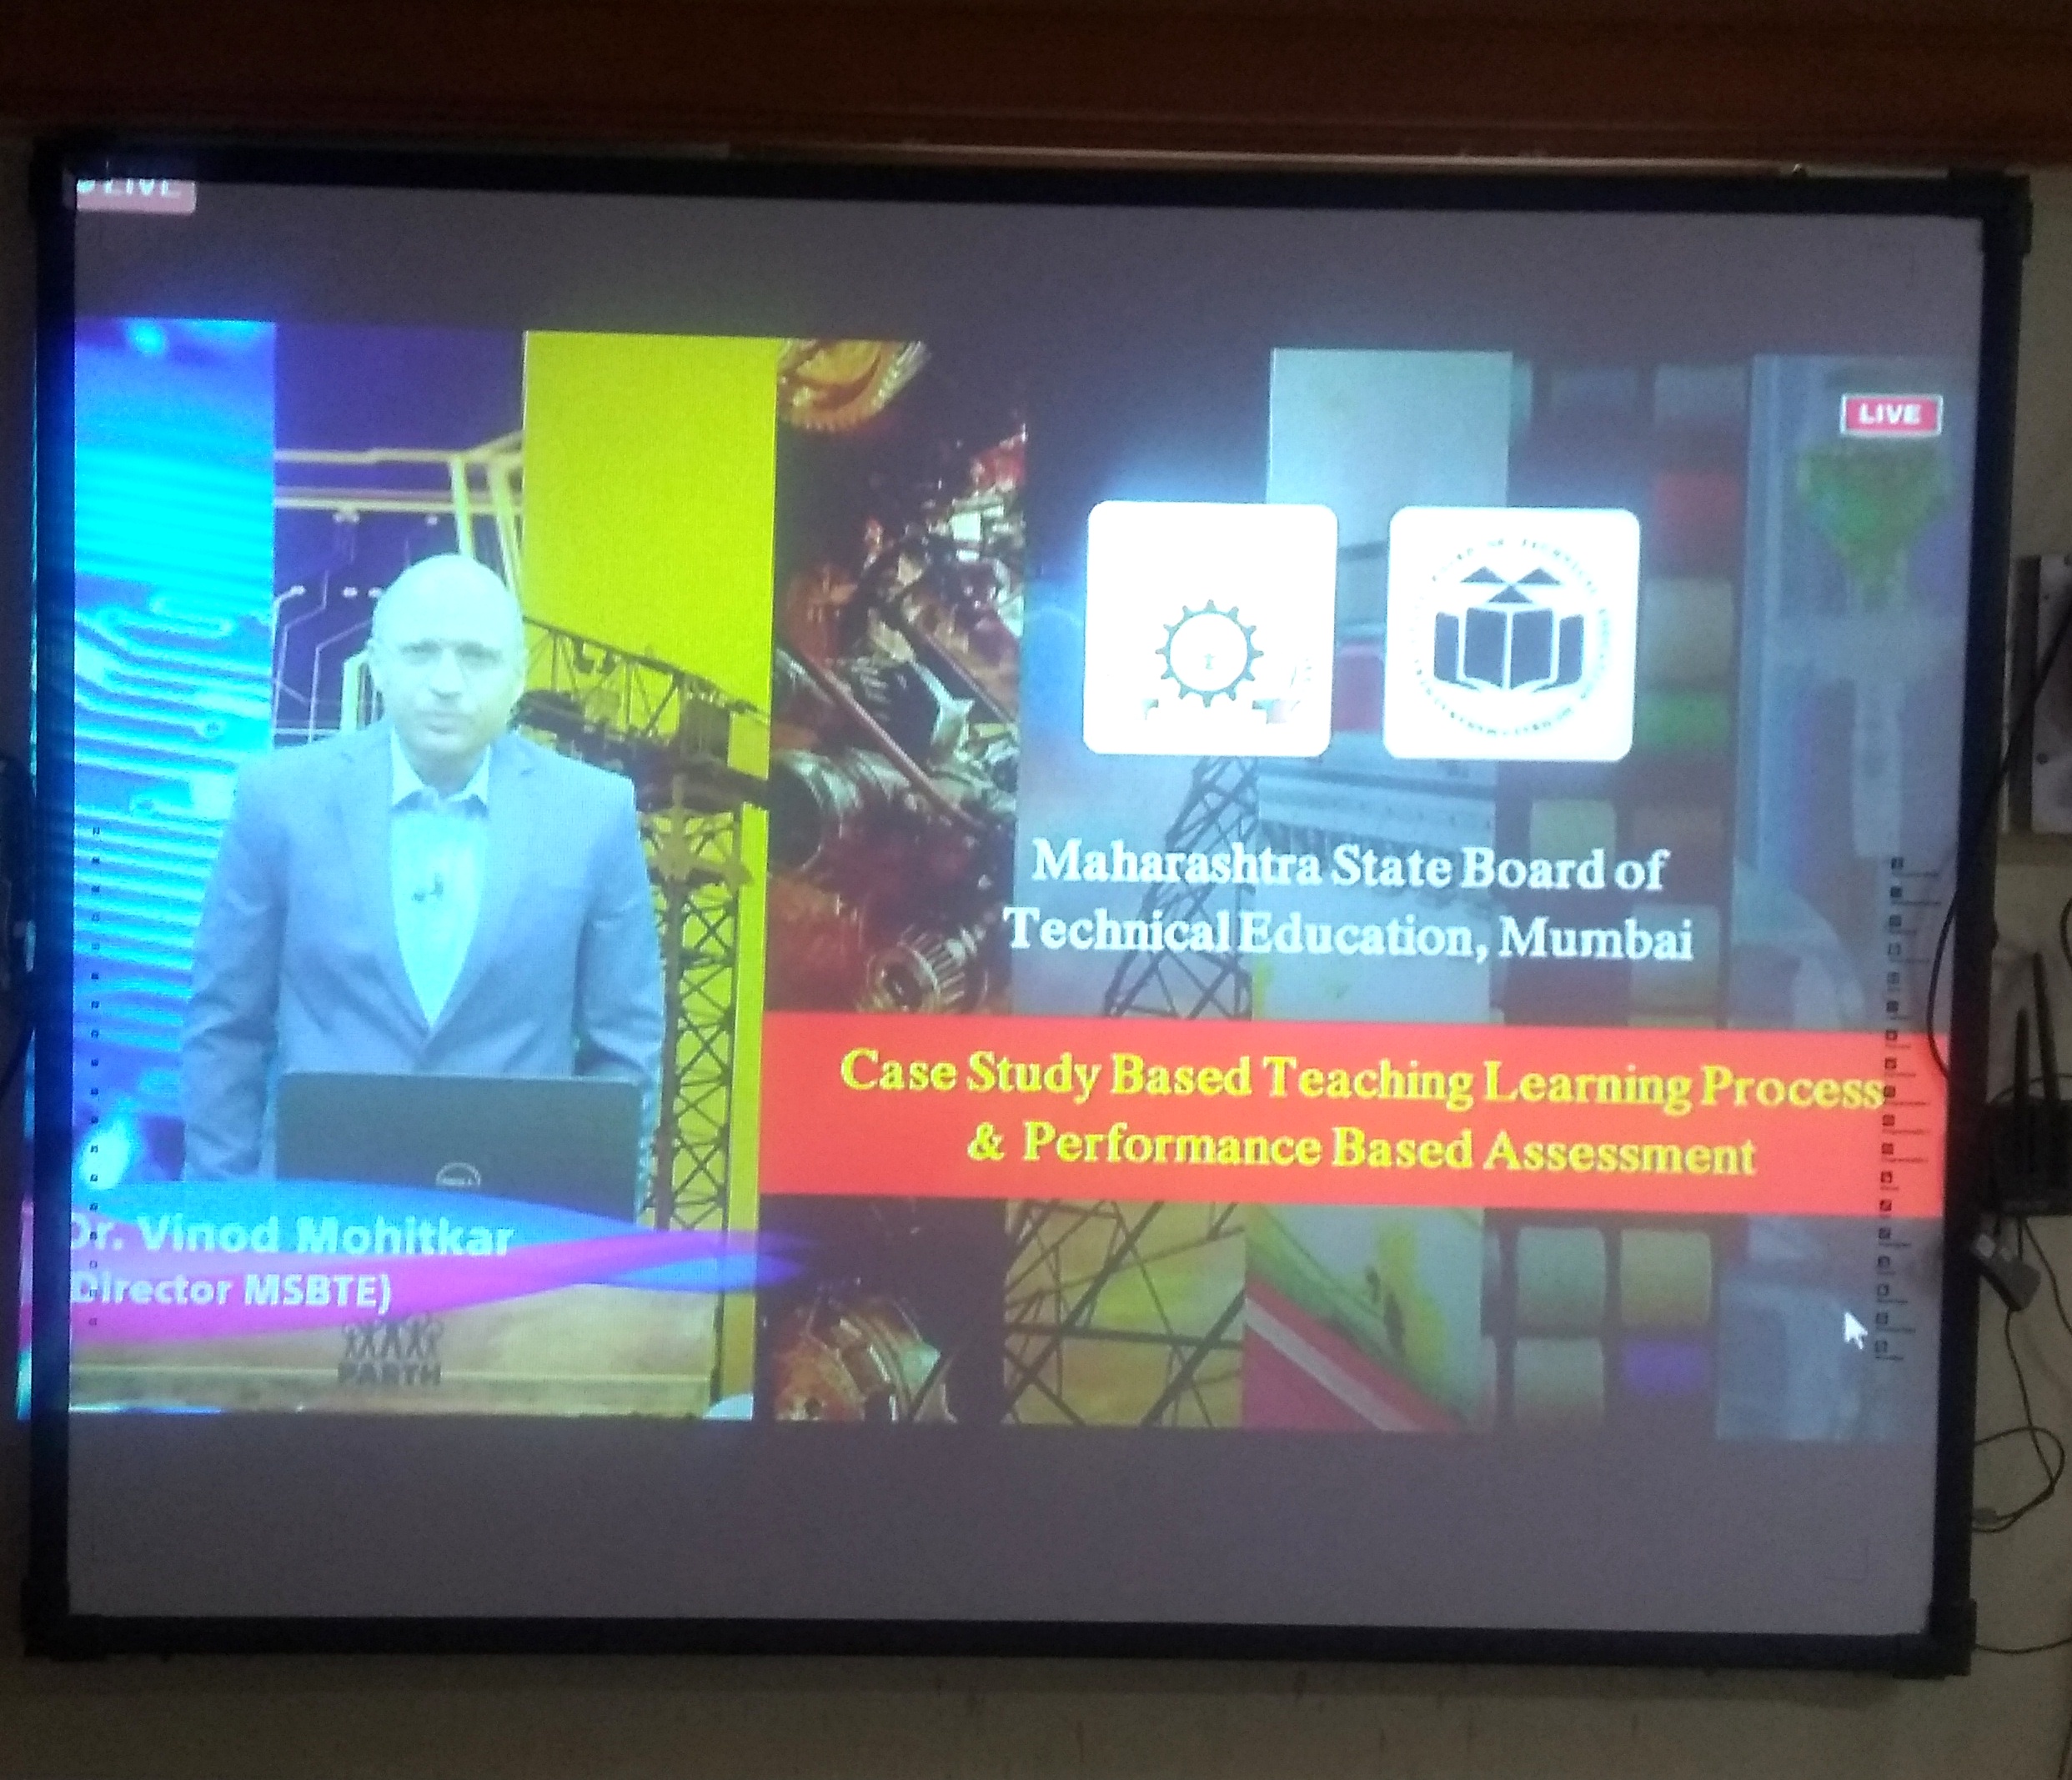 LIVE
LIVE
Maharashtra State Board of
Technical Education, Mumbai
Case Study Based Teaching Learning Process
& Performance Based Assessment
Dr. Vinod Mohitkar
Director MSBTE)
PARTH